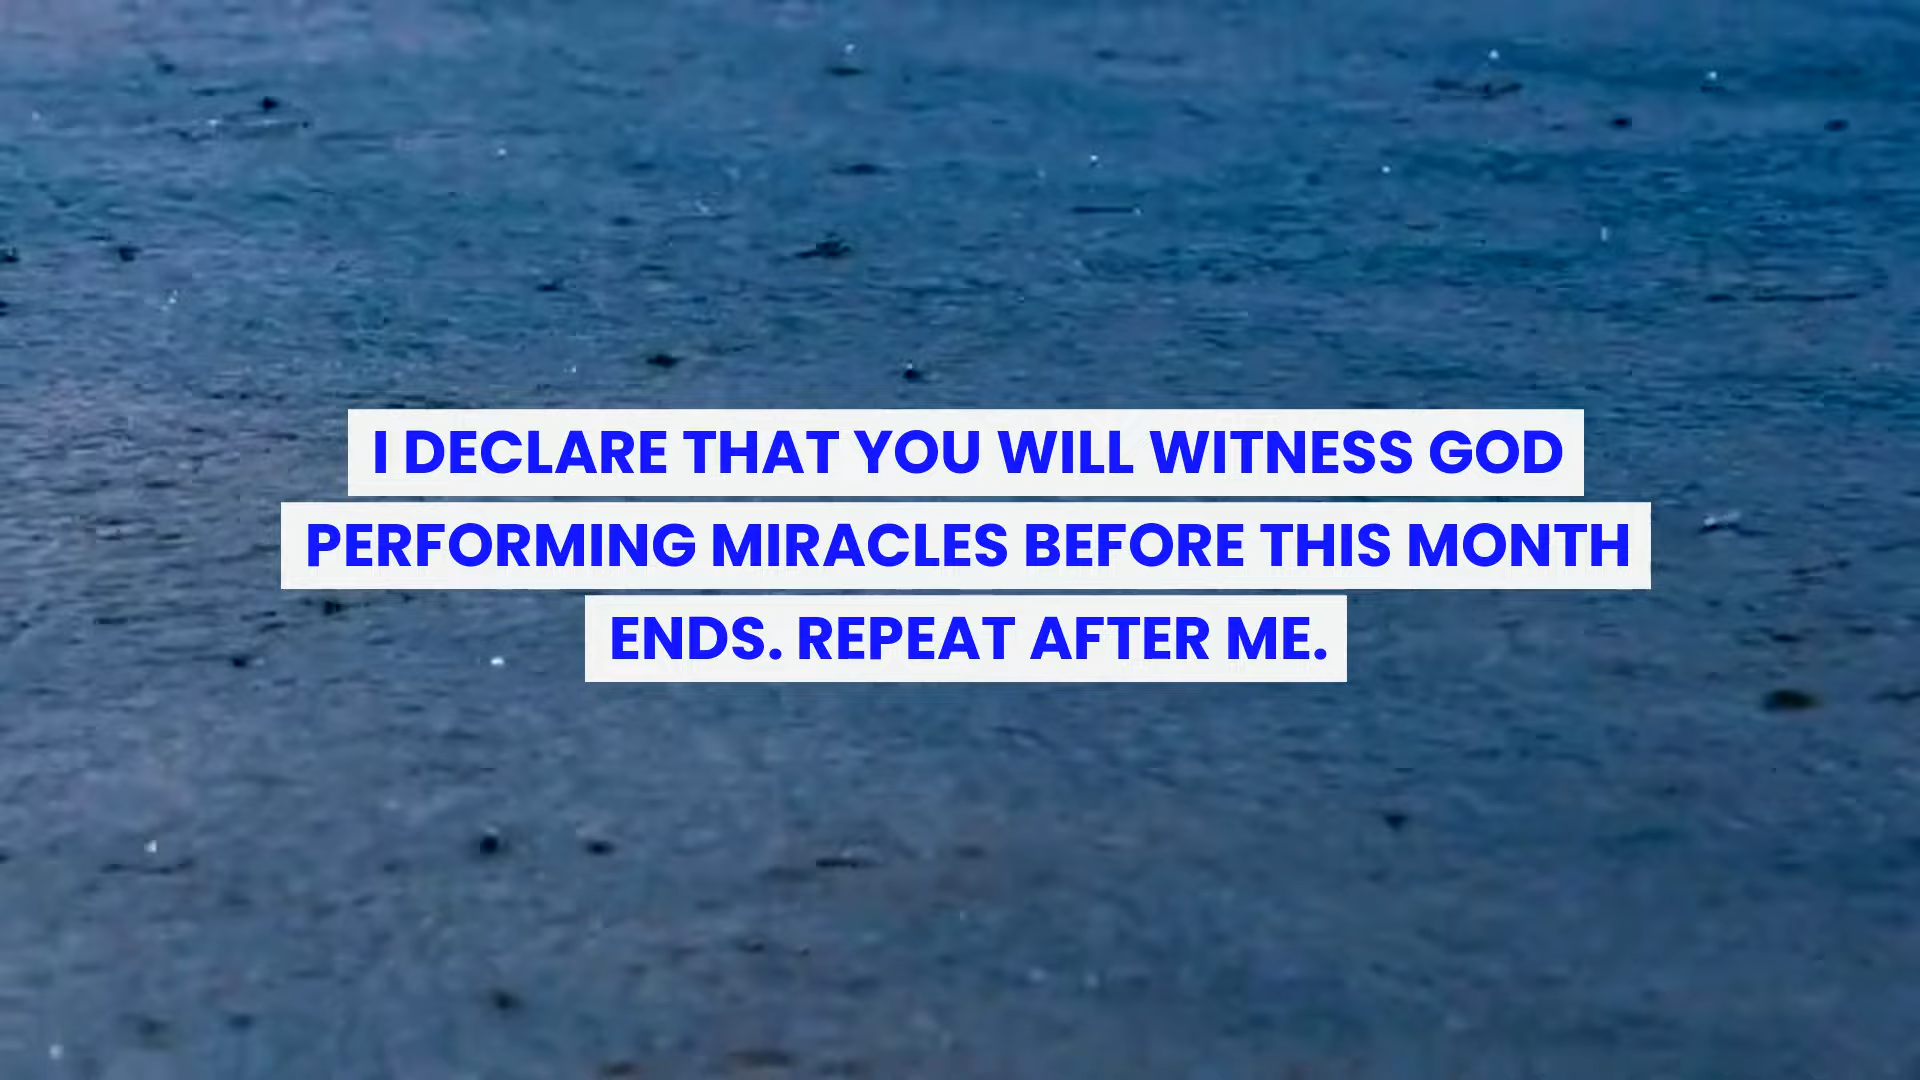 I DECLARE THAT YOU WILL WITNESS GOD
PERFORMING MIRACLES BEFORE THIS MONTH
ENDS. REPEAT AFTER ME.